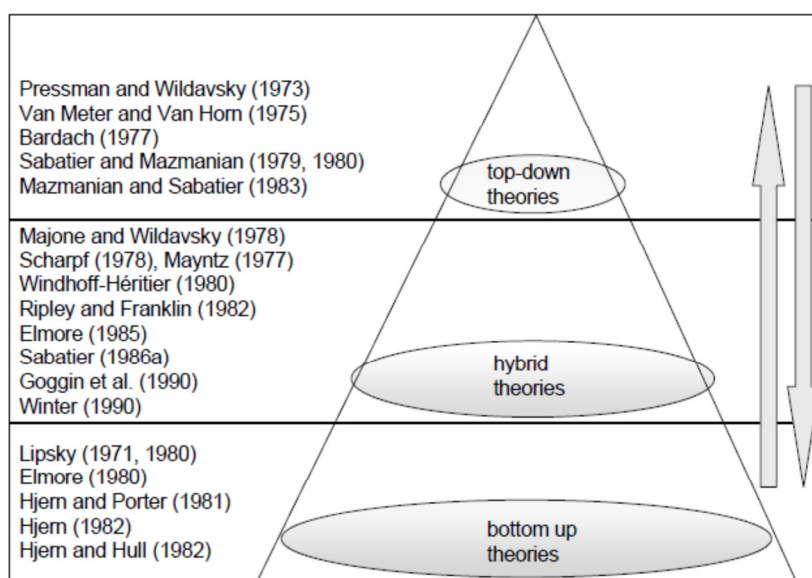 Pressman and Wildavsky (1973)
Van Meter and Van Horn (1975)
Bardach (1977)
Sabatier and Mazmanian (1979, 1980)
Mazmanian and Sabatier (1983)
top-down
theories
Majone and Wildavsky (1978)
Scharpf (1978), Mayntz (1977)
Windhoff-Héritier (1980)
Ripley and Franklin (1982)
Elmore (1985)
Sabatier (1986a)
Goggin et al. (1990)
Winter (1990)
hybrid
theories
Lipsky (1971, 1980)
Elmore (1980)
Hjern and Porter (1981)
Hjern (1982)
Hjern and Hull (1982)
bottom up
theories